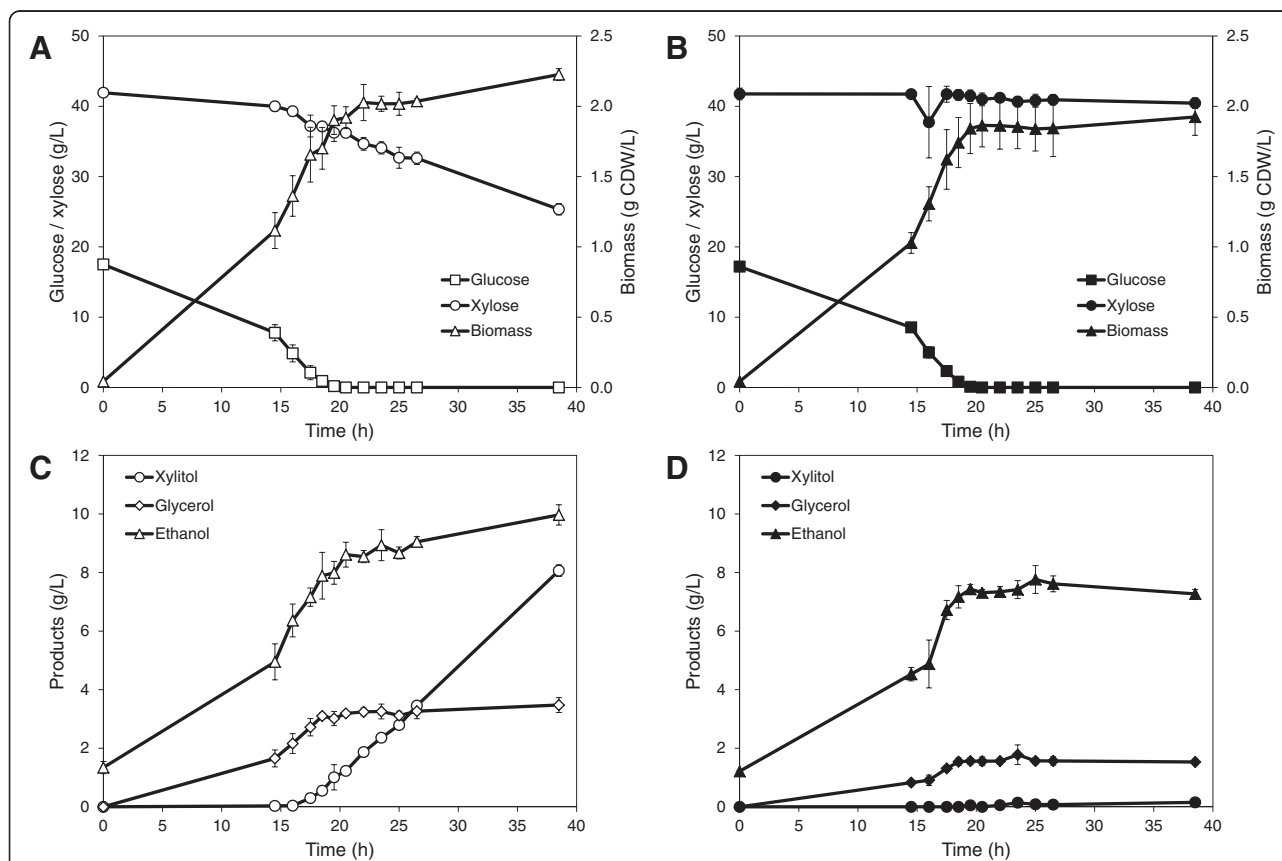 A
50
40
30
20
10
0
Glucose / xylose (g/L)
2.5
2.0
1.5
1.0
0.5
0.0
Biomass (g CDW/L)
Glucose
Xylose
Biomass
0 5 10 15 20 25 30 35 40
Time (h)
B
50
40
30
20
10
0
Glucose / xylose (g/L)
2.5
2.0
1.5
1.0
0.5
0.0
Biomass (g CDW/L)
Glucose
Xylose
Biomass
0 5 10 15 20 25 30 35 40
Time (h)
C
12
10
8
6
4
2
0
Products (g/L)
Xylitol
Glycerol
Ethanol
0 5 10 15 20 25 30 35 40
Time (h)
D
12
10
8
6
4
2
0
Products (g/L)
Xylitol
Glycerol
Ethanol
0 5 10 15 20 25 30 35 40
Time (h)